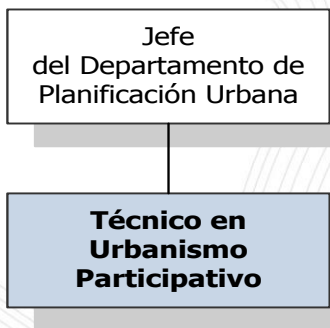 Jefe
del Departamento de
Planificación Urbana
Técnico en
Urbanismo
Participativo